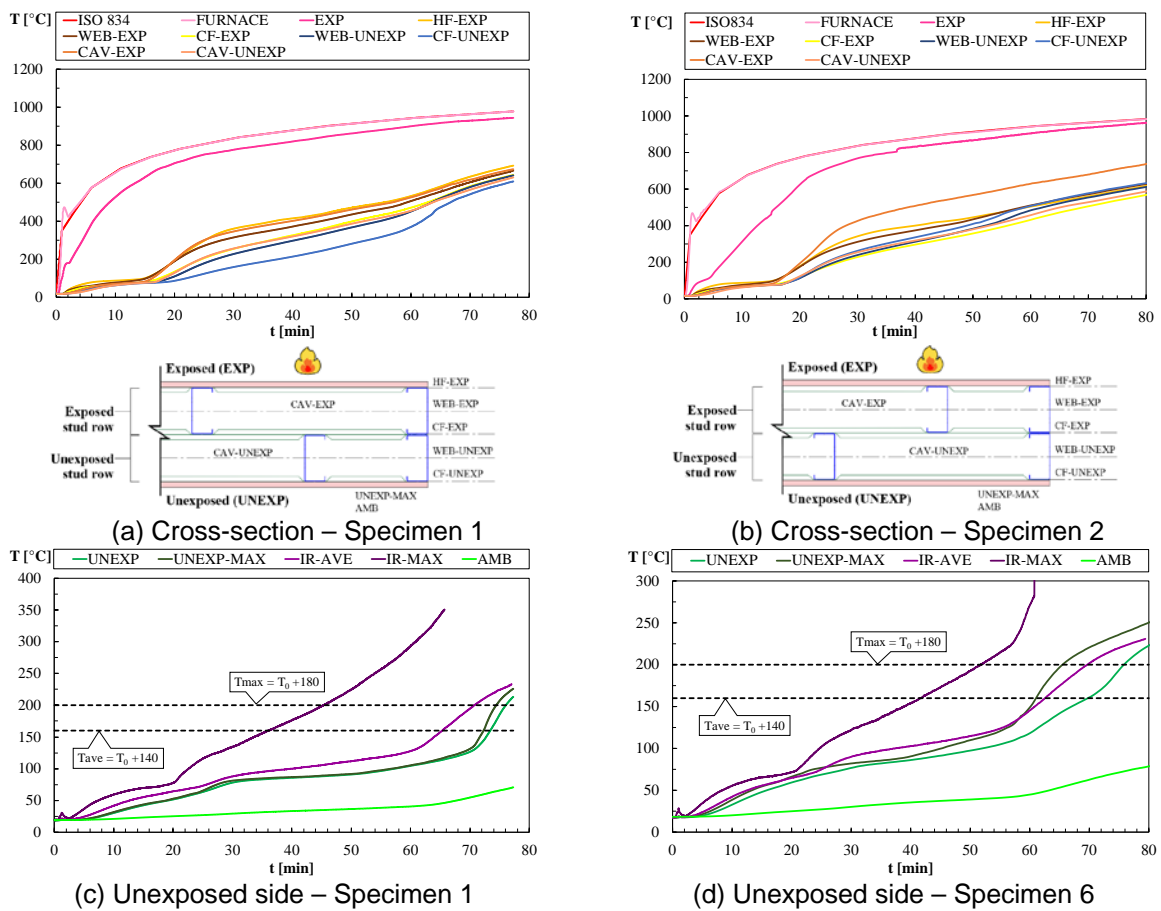 T [°C]
ISO 834 FURNACE EXP HF-EXP
WEB-EXP CF-EXP WEB-UNEXP CF-UNEXP
CAV-EXP CAV-UNEXP
1200
1000
800
600
400
200
0
0 10 20 30 40 50 60 70 80
t [min]
Exposed (EXP)
HF-EXP
CAV-EXP
WEB-EXP
Exposed
stud row
CF-EXP
CAV-UNEXP
WEB-UNEXP
Unexposed
stud row
CF-UNEXP
Unexposed (UNEXP)
UNEXP-MAX
AMB
(a) Cross-section – Specimen 1
T [°C]
ISO834 FURNACE EXP HF-EXP
WEB-EXP CF-EXP WEB-UNEXP CF-UNEXP
CAV-EXP CAV-UNEXP
1200
1000
800
600
400
200
0
0 10 20 30 40 50 60 70 80
t [min]
Exposed (EXP)
HF-EXP
CAV-EXP
WEB-EXP
Exposed
stud row
CF-EXP
CAV-UNEXP
WEB-UNEXP
Unexposed
stud row
CF-UNEXP
Unexposed (UNEXP)
UNEXP-MAX
AMB
(b) Cross-section – Specimen 2
T [°C]
UNEXP UNEXP-MAX IR-AVE IR-MAX AMB
400
350
300
250
200
150
100
50
0
Tmax = T0 +180
Tave = T0 +140
0 10 20 30 40 50 60 70 80
t [min]
(c) Unexposed side – Specimen 1
T [°C]
UNEXP UNEXP-MAX IR-AVE IR-MAX AMB
300
250
200
150
100
50
0
Tmax = T0 +180
Tave = T0 +140
0 10 20 30 40 50 60 70 80
t [min]
(d) Unexposed side – Specimen 6